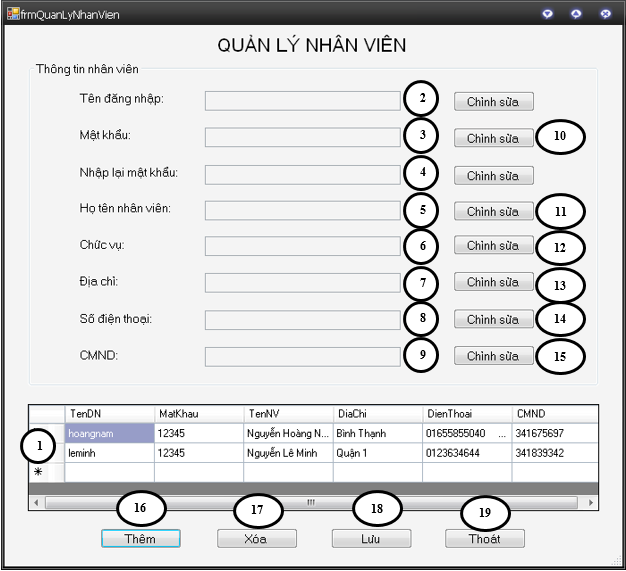 frmQuanLyNhanVien
QUẢN LÝ NHÂN VIÊN
Thông tin nhân viên
Tên đăng nhập: 2 Chỉnh sửa
Mật khẩu: 3 Chỉnh sửa 10
Nhập lại mật khẩu: 4 Chỉnh sửa
Họ tên nhân viên: 5 Chỉnh sửa 11
Chức vụ: 6 Chỉnh sửa 12
Địa chỉ: 7 Chỉnh sửa 13
Số điện thoại: 8 Chỉnh sửa 14
CMND: 9 Chỉnh sửa 15
TenDN MatKhau TenNV DiaChi DienThoai CMND
hoangnam 12345 Nguyễn Hoàng N... Bình Thạnh 01655855040 ... 341675697
1 leminh 12345 Nguyễn Lê Minh Quận 1 0123634644 341839342
*
16 17 18 19
Thêm Xóa Lưu Thoát